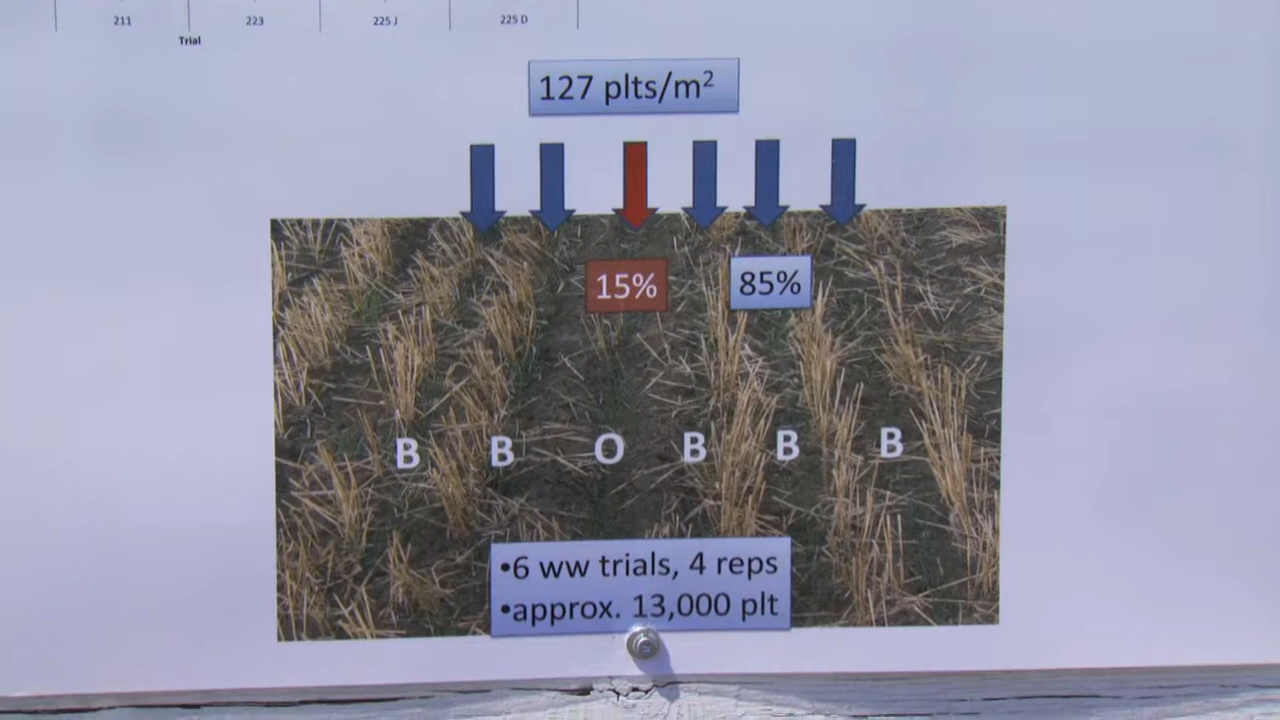 211 223 225 J 225 D
Trial
127 plts/m²
15% 85%
B B O B B B
•6 ww trials, 4 reps
•approx. 13,000 plt